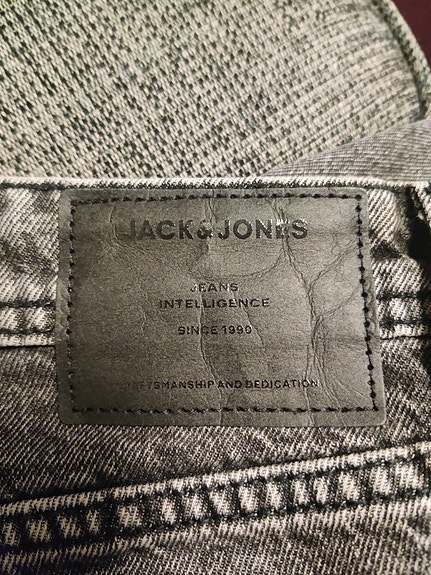 JACK & JONES
JEANS
INTELLIGENCE
SINCE 1990
CRAFTSMANSHIP AND DEDICATION